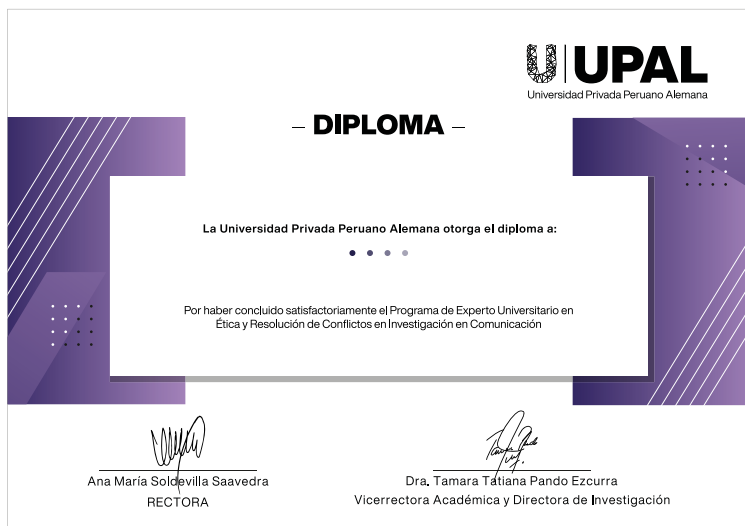 UPAL
Universidad Privada Peruano Alemana
– DIPLOMA –
La Universidad Privada Peruano Alemana otorga el diploma a:
Por haber concluido satisfactoriamente el Programa de Experto Universitario en
Ética y Resolución de Conflictos en Investigación en Comunicación
Ana María Soldevilla Saavedra
RECTORA
Dra. Tamara Tatiana Pando Ezcurra
Vicerrectora Académica y Directora de Investigación